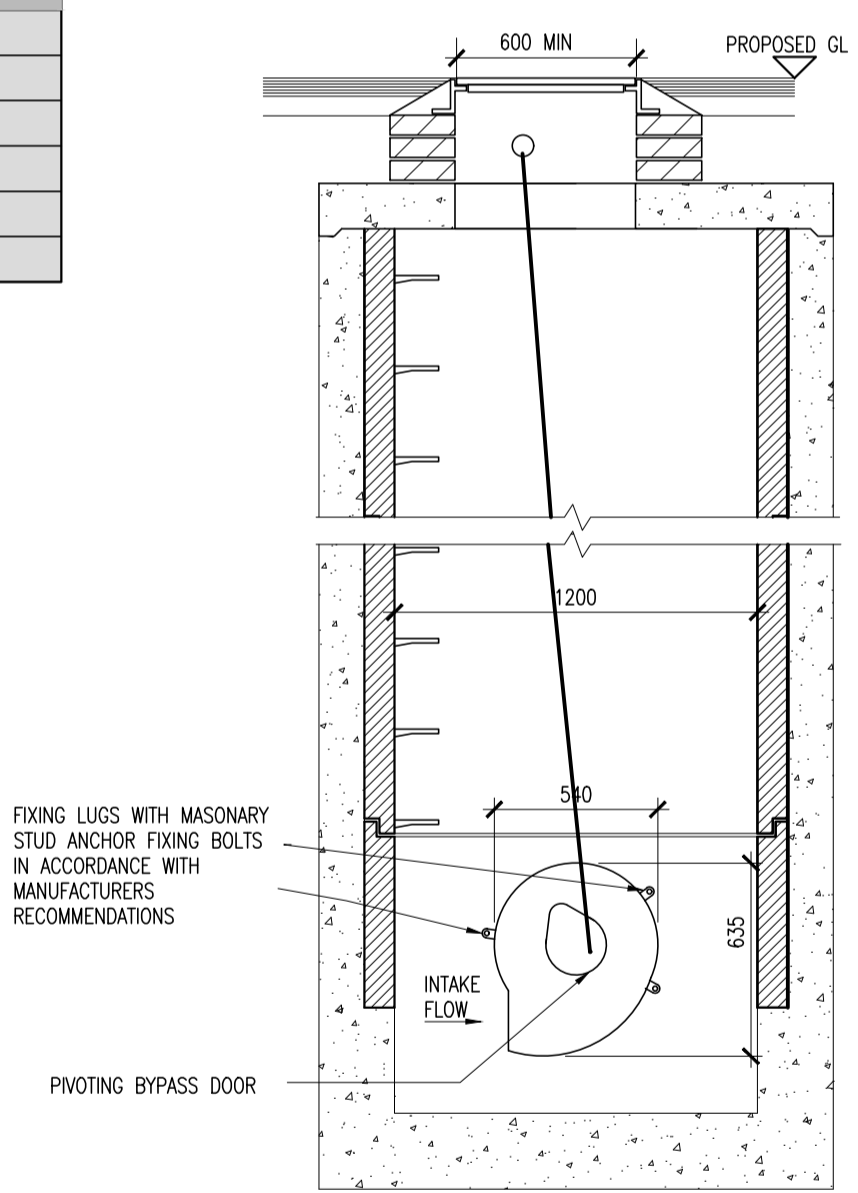 600 MIN
PROPOSED GL
1200
540
FIXING LUGS WITH MASONARY
STUD ANCHOR FIXING BOLTS
IN ACCORDANCE WITH
MANUFACTURERS
RECOMMENDATIONS
635
INTAKE
FLOW
PIVOTING BYPASS DOOR